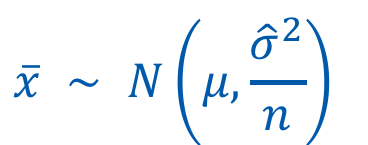 x̄ ~ N(μ, σ̂²/n)